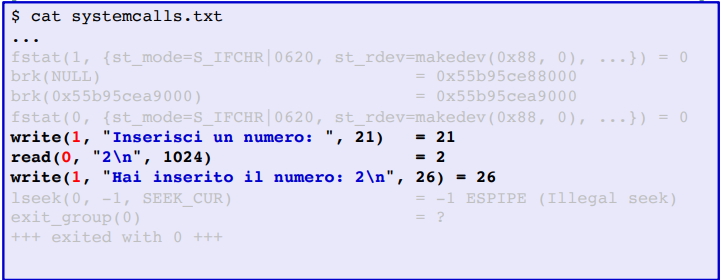 $ cat systemcalls.txt
...
fstat(1, {st_mode=S_IFCHR|0620, st_rdev=makedev(0x88, 0), ...}) = 0
brk(NULL) = 0x55b95ce88000
brk(0x55b95cea9000) = 0x55b95cea9000
fstat(0, {st_mode=S_IFCHR|0620, st_rdev=makedev(0x88, 0), ...}) = 0
write(1, "Inserisci un numero: ", 21) = 21
read(0, "2\n", 1024) = 2
write(1, "Hai inserito il numero: 2\n", 26) = 26
lseek(0, -1, SEEK_CUR) = -1 ESPIPE (Illegal seek)
exit_group(0) = ?
+++ exited with 0 +++